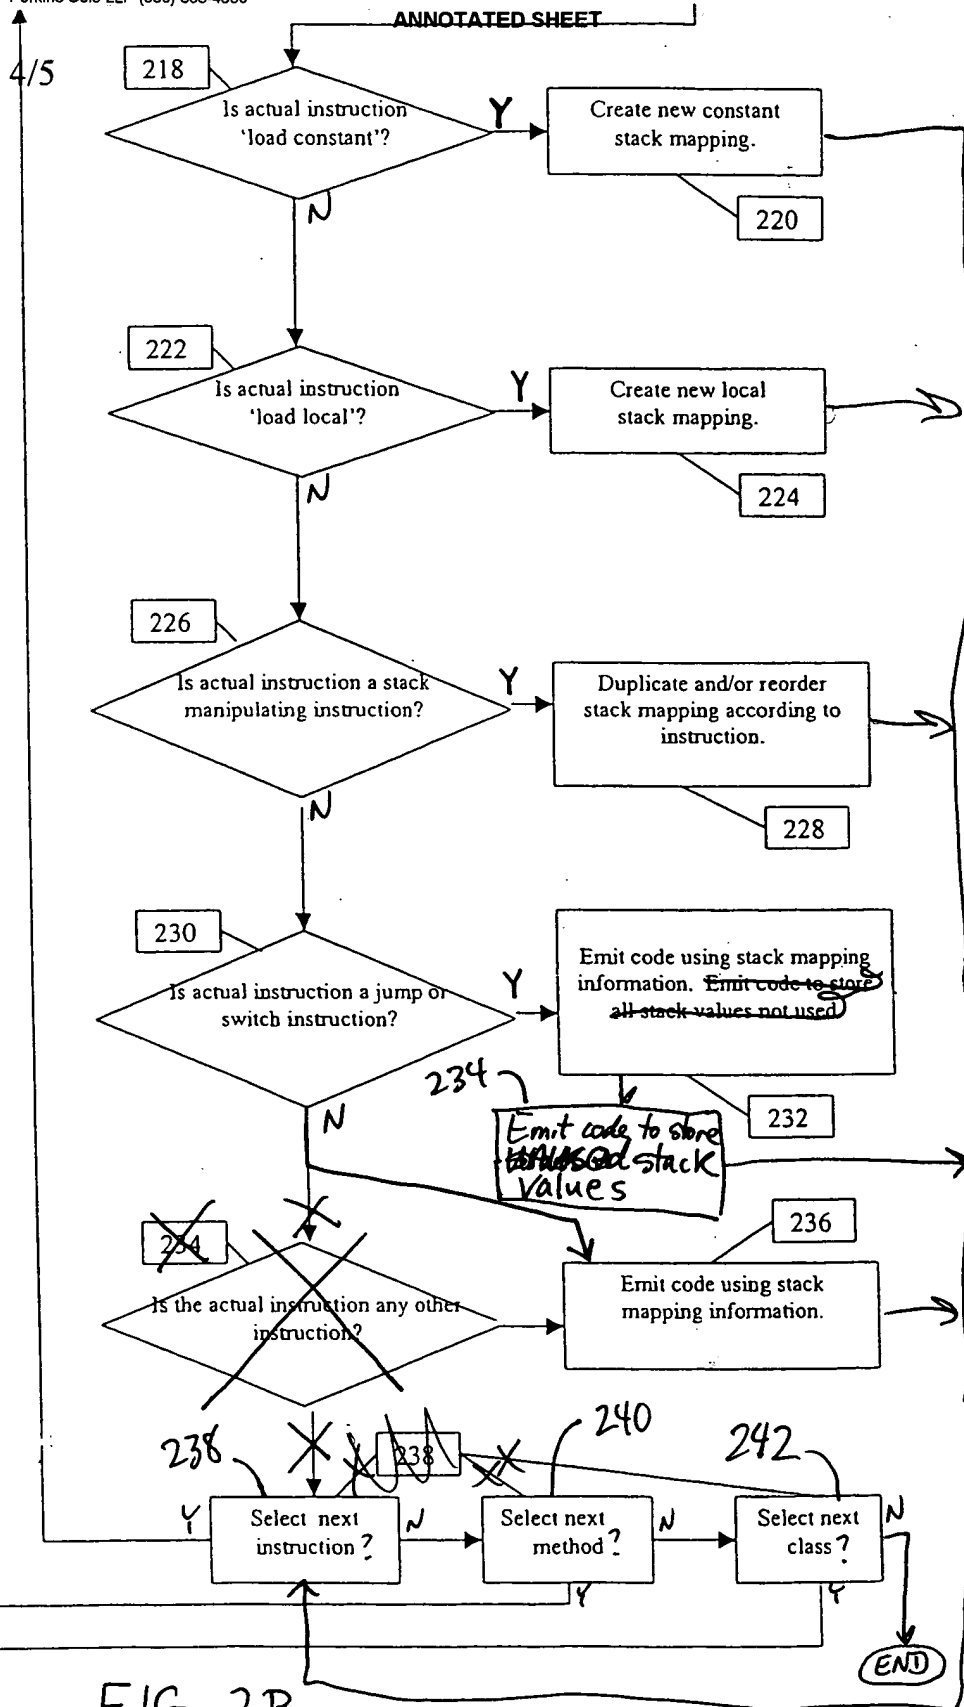 ANNOTATED SHEET
4/5
218
Is actual instruction
'load constant'?
Y
Create new constant
stack mapping.
220
N
222
Is actual instruction
'load local'?
Y
Create new local
stack mapping.
224
N
226
Is actual instruction a stack
manipulating instruction?
Y
Duplicate and/or reorder
stack mapping according to
instruction.
228
N
230
Is actual instruction a jump or
switch instruction?
Y
Emit code using stack mapping
information. Emit code to store
all stack values not used
232
N
234
Emit code to store
stack
values
236
234
Is the actual instruction any other
instruction?
Emit code using stack
mapping information.
238
238
240
242
Y
Select next
instruction ?
N
Select next
method ?
N
Select next
class ?
N
Y
Y
END
FIG. 2B